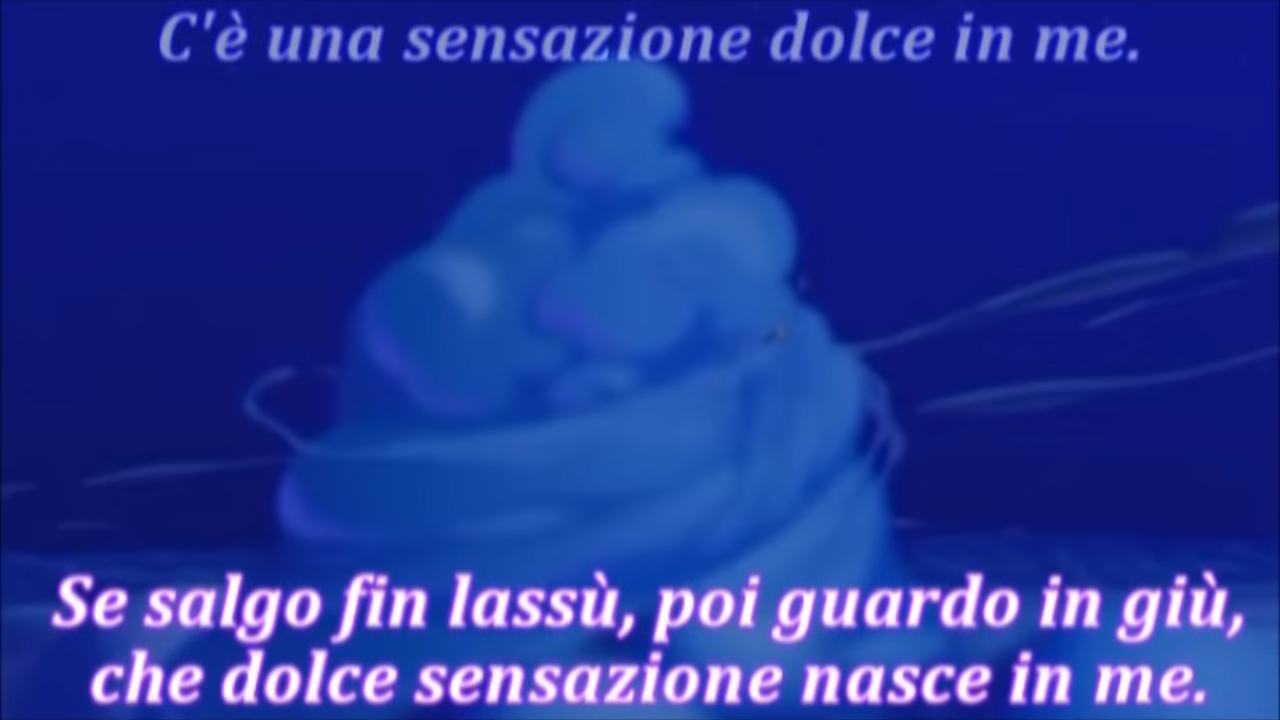 C'è una sensazione dolce in me.
Se salgo fin lassù, poi guardo in giù,
che dolce sensazione nasce in me.